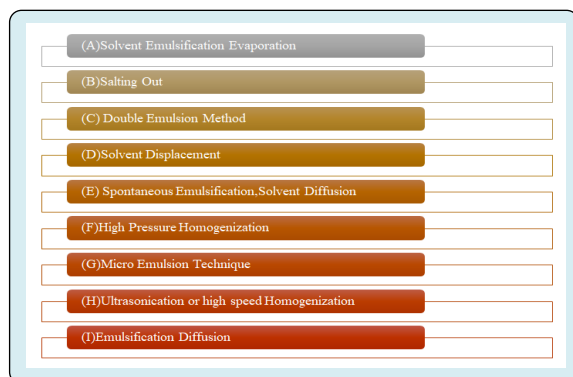 (A)Solvent Emulsification Evaporation
(B)Salting Out
(C) Double Emulsion Method
(D)Solvent Displacement
(E) Spontaneous Emulsification,Solvent Diffusion
(F)High Pressure Homogenization
(G)Micro Emulsion Technique
(H)Ultrasonication or high speed Homogenization
(I)Emulsification Diffusion